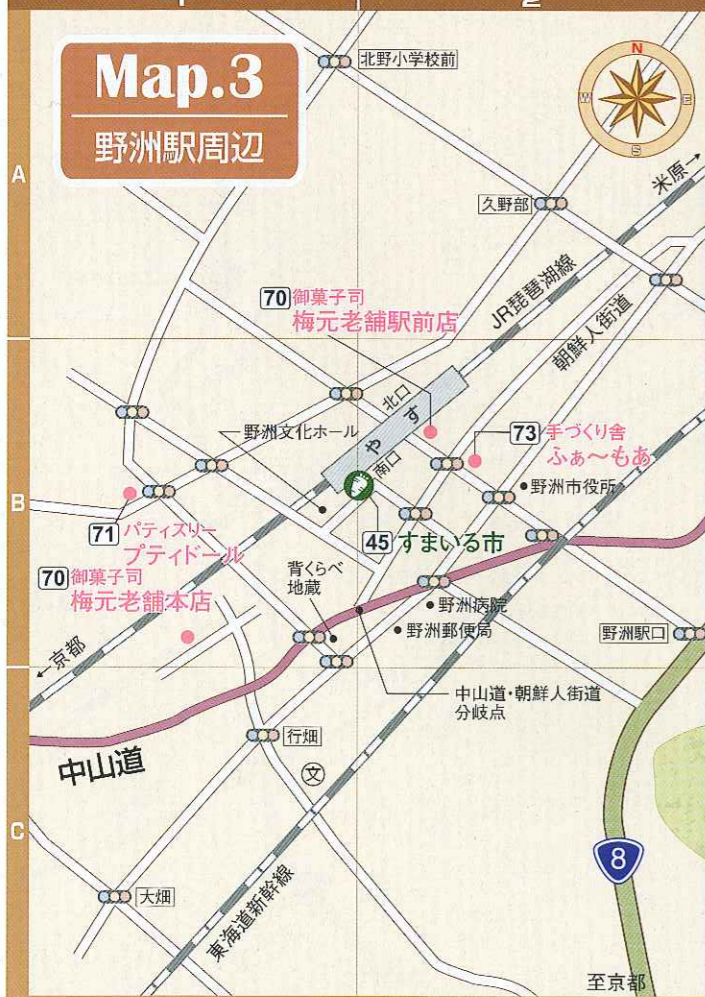 2
Map.3
野洲駅周辺
A
B
C
北野小学校前
N
E
S
久野部
米原→
70 御菓子司
梅元老舗駅前店
JR琵琶湖線
朝鮮人街道
北口
やす
南口
野洲文化ホール
73 手づくり舎
ふぁ〜もあ
野洲市役所
71 パティスリー
プティドール
45 すまいる市
70 御菓子司
梅元老舗本店
背くらべ
地蔵
野洲病院
野洲郵便局
野洲駅口
←京都
中山道・朝鮮人街道
分岐点
中山道
行畑
文
8
大畑
東海道新幹線
至京都